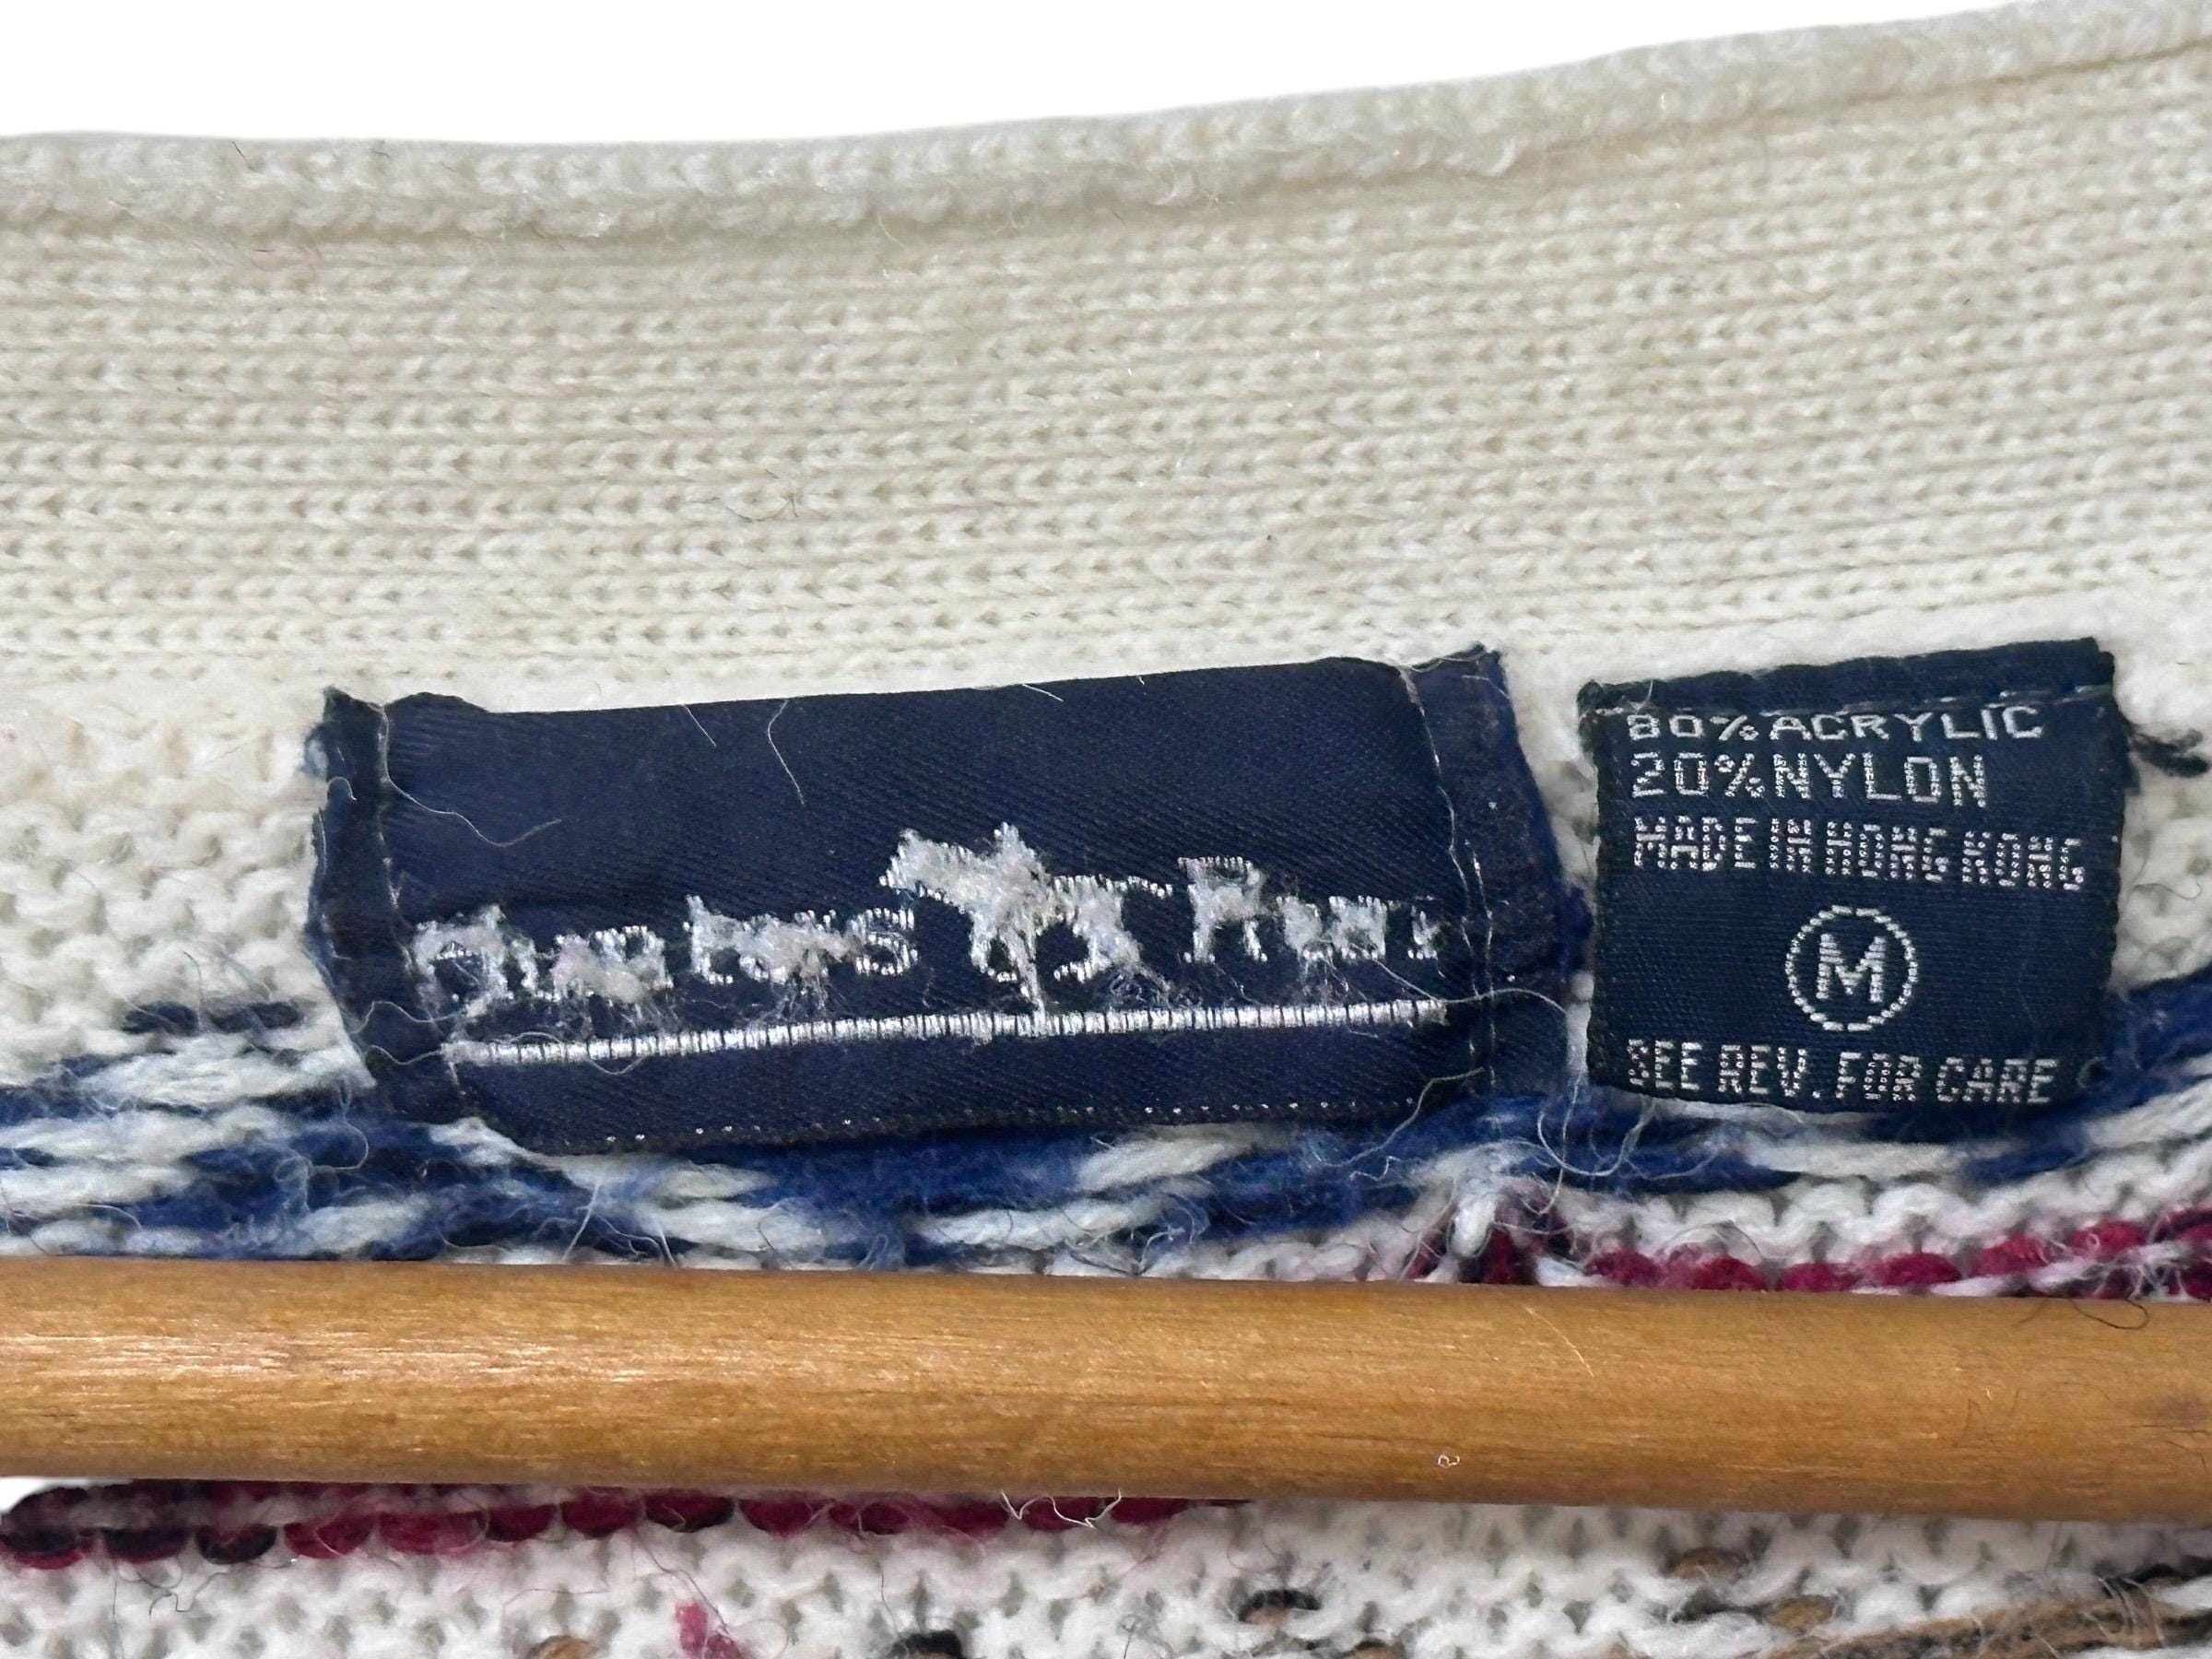 80% ACRYLIC
20% NYLON
MADE IN HONG KONG
M
SEE REV. FOR CARE